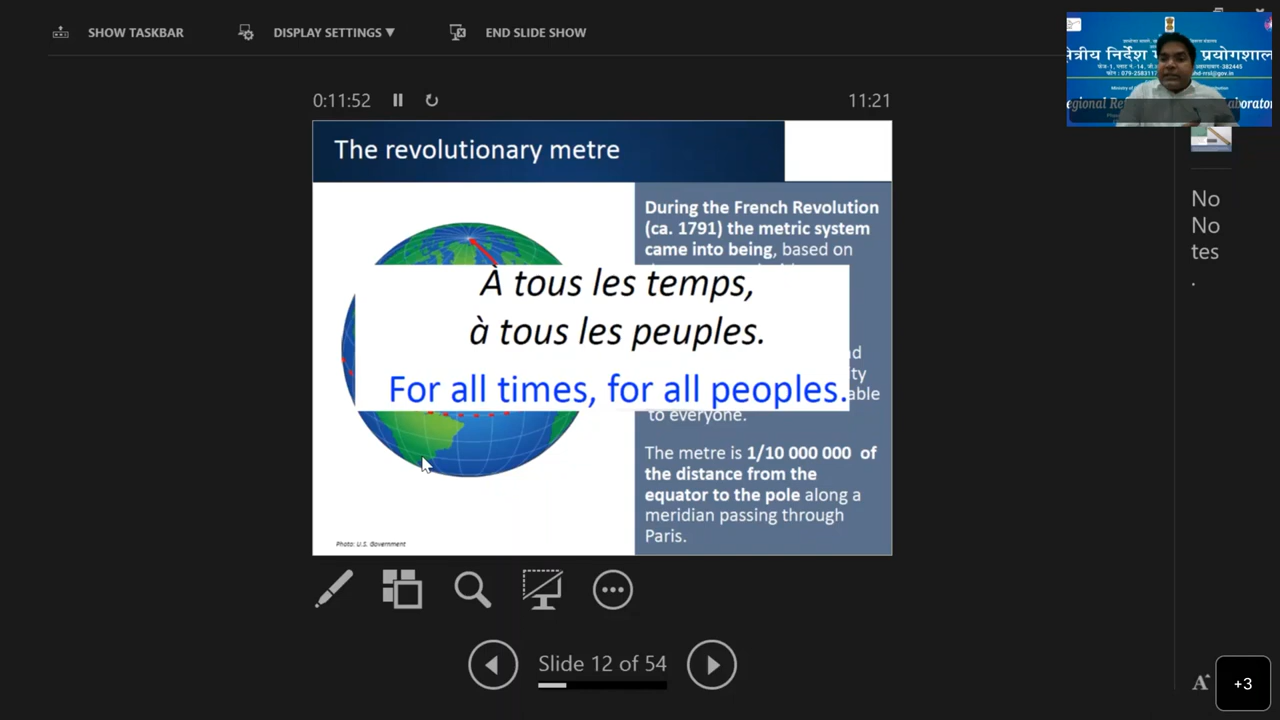 SHOW TASKBAR
DISPLAY SETTINGS ▼
END SLIDE SHOW
0:11:52
11:21
The revolutionary metre
During the French Revolution
(ca. 1791) the metric system
came into being, based on
À tous les temps,
à tous les peuples.
For all times, for all peoples.
to everyone.
The metre is 1/10 000 000 of
the distance from the
equator to the pole along a
meridian passing through
Paris.
Photo: U.S. Government
Slide 12 of 54
No
No
tes
.
A
+3
क्षेत्रीय निर्देश
प्रयोगशाला